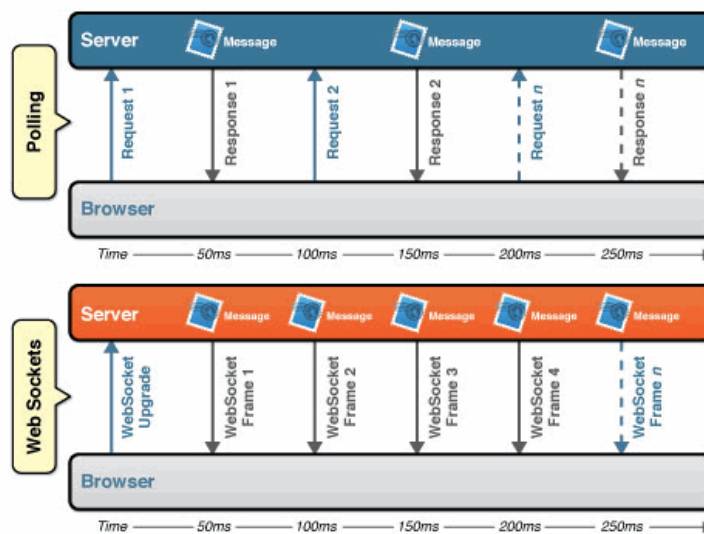 Polling
Server
Message
Message
Message
Request 1
Response 1
Request 2
Response 2
Request n
Response n
Browser
Time 50ms 100ms 150ms 200ms 250ms
Web Sockets
Server
Message
Message
Message
Message
Message
WebSocket
Upgrade
WebSocket
Frame 1
WebSocket
Frame 2
WebSocket
Frame 3
WebSocket
Frame 4
WebSocket
Frame n
Browser
Time 50ms 100ms 150ms 200ms 250ms